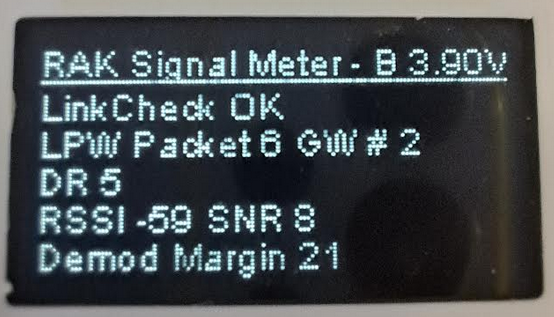 RAK Signal Meter - B 3.90V
LinkCheck OK
LPW Packet 6 GW # 2
DR 5
RSSI -59 SNR 8
Demod Margin 21